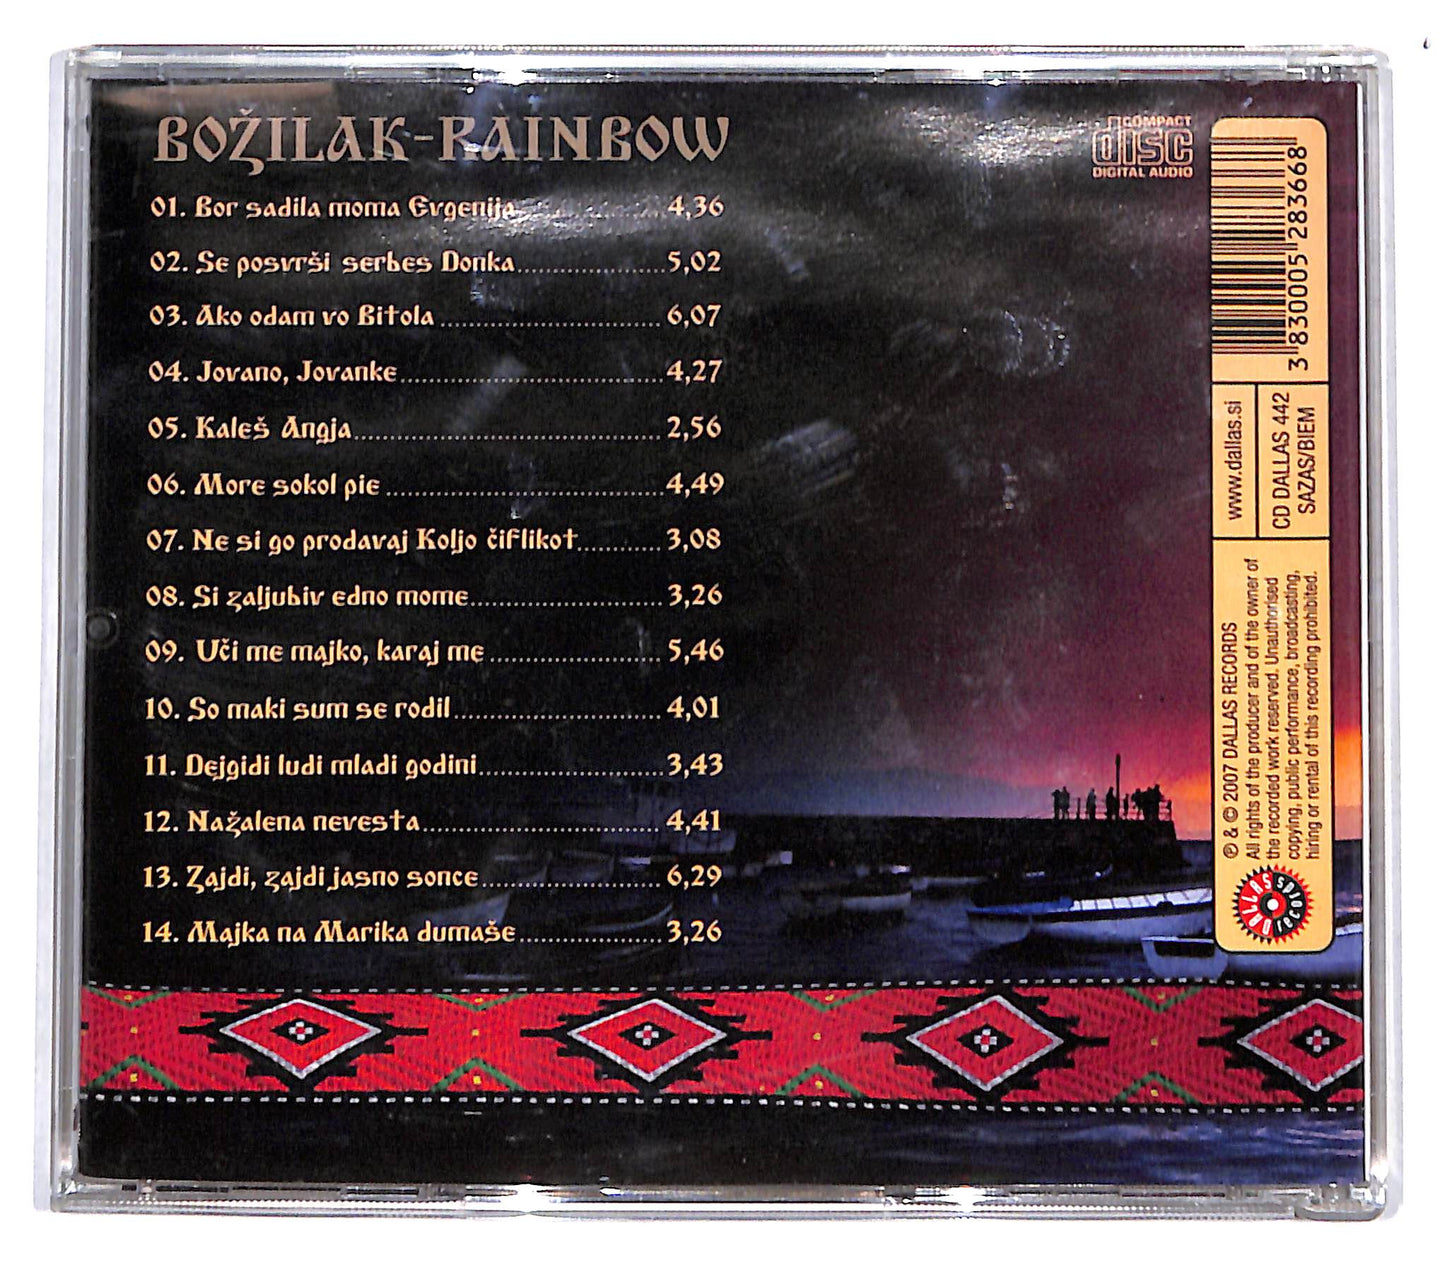 BOŽILAK-RAINBOW
01. Bor sadila moma Evgenija 4,36
02. Se posvrši serbes Donka 5,02
03. Ako odam vo Bitola 6,07
04. Jovano, Jovanke 4,27
05. Kaleš Angja 2,56
06. More sokol pie 4,49
07. Ne si go prodavaj Koljo čiflikot 3,08
08. Si zaljubiv edno mome 3,26
09. Uči me majko, karaj me 5,46
10. So maki sum se rodil 4,01
11. Dejgidi ludi mladi godini 3,43
12. Nažalena nevesta 4,41
13. Zajdi, zajdi jasno sonce 6,29
14. Majka na Marika dumaše 3,26
COMPACT
disc
DIGITAL AUDIO
3 830005 283668
www.dallas.si
CD DALLAS 442
SAZAS/BIEM
℗ & © 2007 DALLAS RECORDS
All rights of the producer and of the owner of
the recorded work reserved. Unauthorised
copying, public performance, broadcasting,
hiring or rental of this recording prohibited.
DALLAS
records